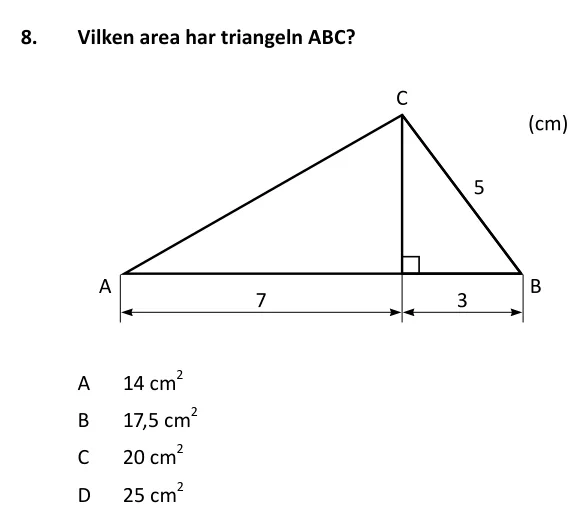 8. Vilken area har triangeln ABC?
C
(cm)
5
A
B
7
3
A 14 cm²
B 17,5 cm²
C 20 cm²
D 25 cm²